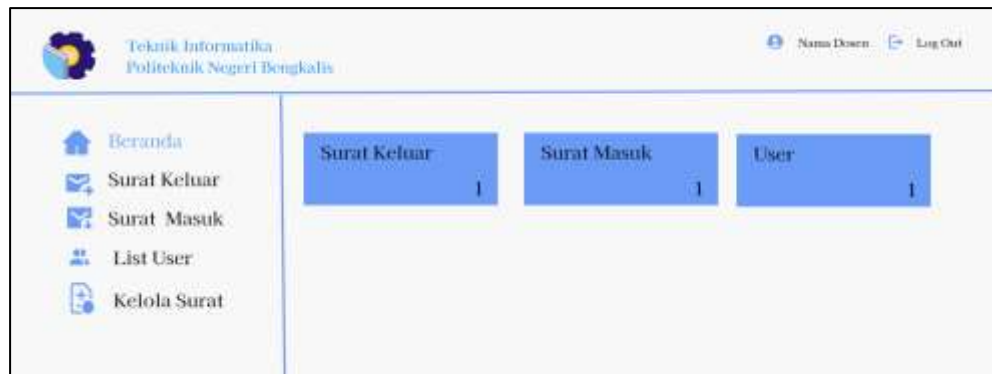 Teknik Informatika
Politeknik Negeri Bengkalis
Nama Dosen
Log Out
Beranda
Surat Keluar
Surat Masuk
List User
Kelola Surat
Surat Keluar
1
Surat Masuk
1
User
1